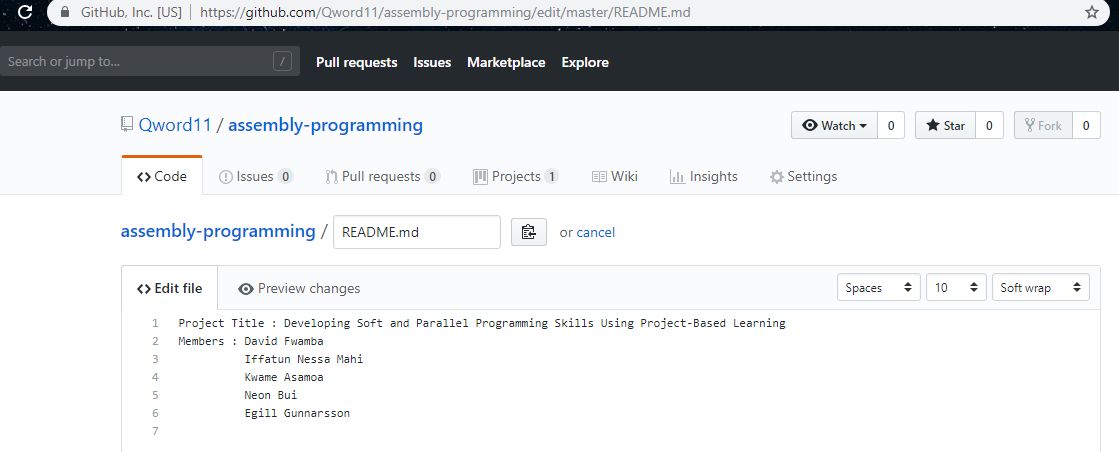 GitHub, Inc. [US] | https://github.com/Qword11/assembly-programming/edit/master/README.md
Search or jump to... /
Pull requests Issues Marketplace Explore
Qword11 / assembly-programming
Watch 0 Star 0 Fork 0
Code Issues 0 Pull requests 0 Projects 1 Wiki Insights Settings
assembly-programming / README.md or cancel
Edit file Preview changes Spaces 10 Soft wrap
1 Project Title : Developing Soft and Parallel Programming Skills Using Project-Based Learning
2 Members : David Fwamba
3 Iffatun Nessa Mahi
4 Kwame Asamoa
5 Neon Bui
6 Egill Gunnarsson
7